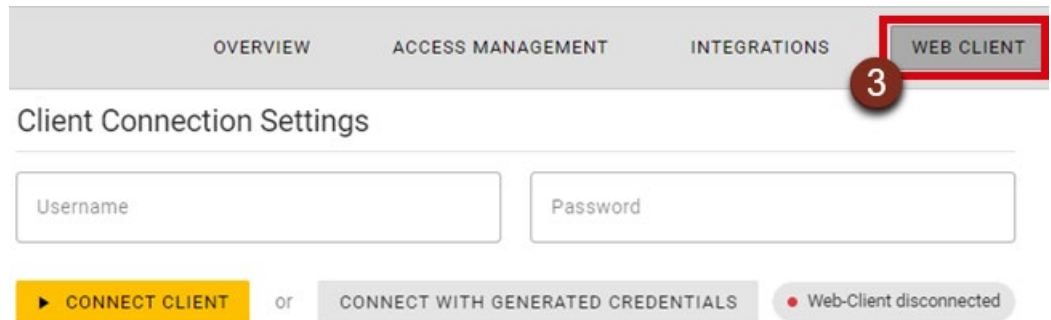 OVERVIEW ACCESS MANAGEMENT INTEGRATIONS WEB CLIENT
3
Client Connection Settings
Username Password
CONNECT CLIENT or CONNECT WITH GENERATED CREDENTIALS Web-Client disconnected